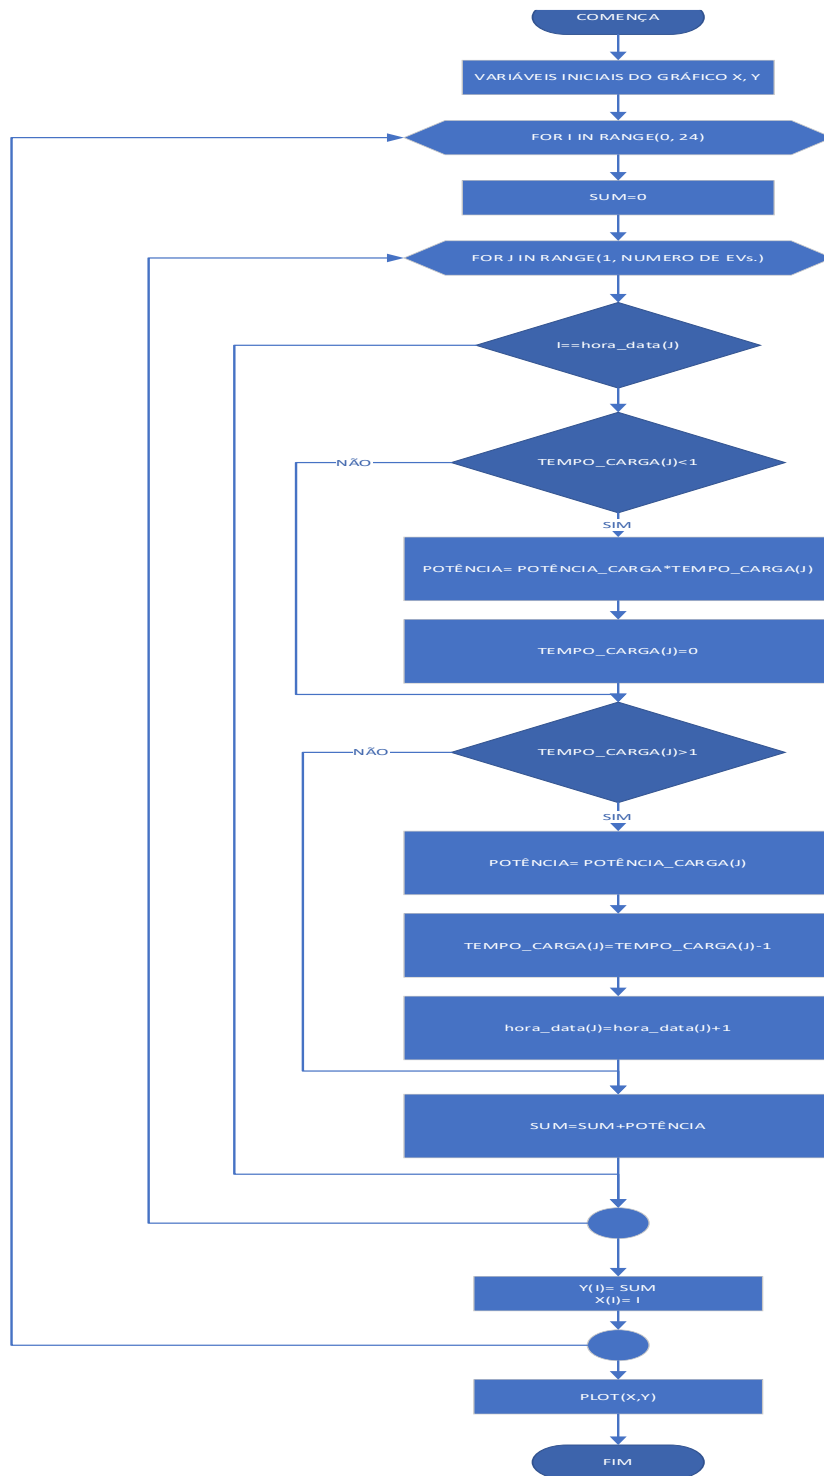 COMENÇA
VARIÁVEIS INICIAIS DO GRÁFICO X, Y
FOR I IN RANGE(0, 24)
SUM=0
FOR J IN RANGE(1, NUMERO DE EVs.)
I==hora_data(J)
TEMPO_CARGA(J)<1
NÃO
SIM
POTÊNCIA= POTÊNCIA_CARGA*TEMPO_CARGA(J)
TEMPO_CARGA(J)=0
TEMPO_CARGA(J)>1
NÃO
SIM
POTÊNCIA= POTÊNCIA_CARGA(J)
TEMPO_CARGA(J)=TEMPO_CARGA(J)-1
hora_data(J)=hora_data(J)+1
SUM=SUM+POTÊNCIA
Y(I)= SUM
X(I)= I
PLOT(X,Y)
FIM